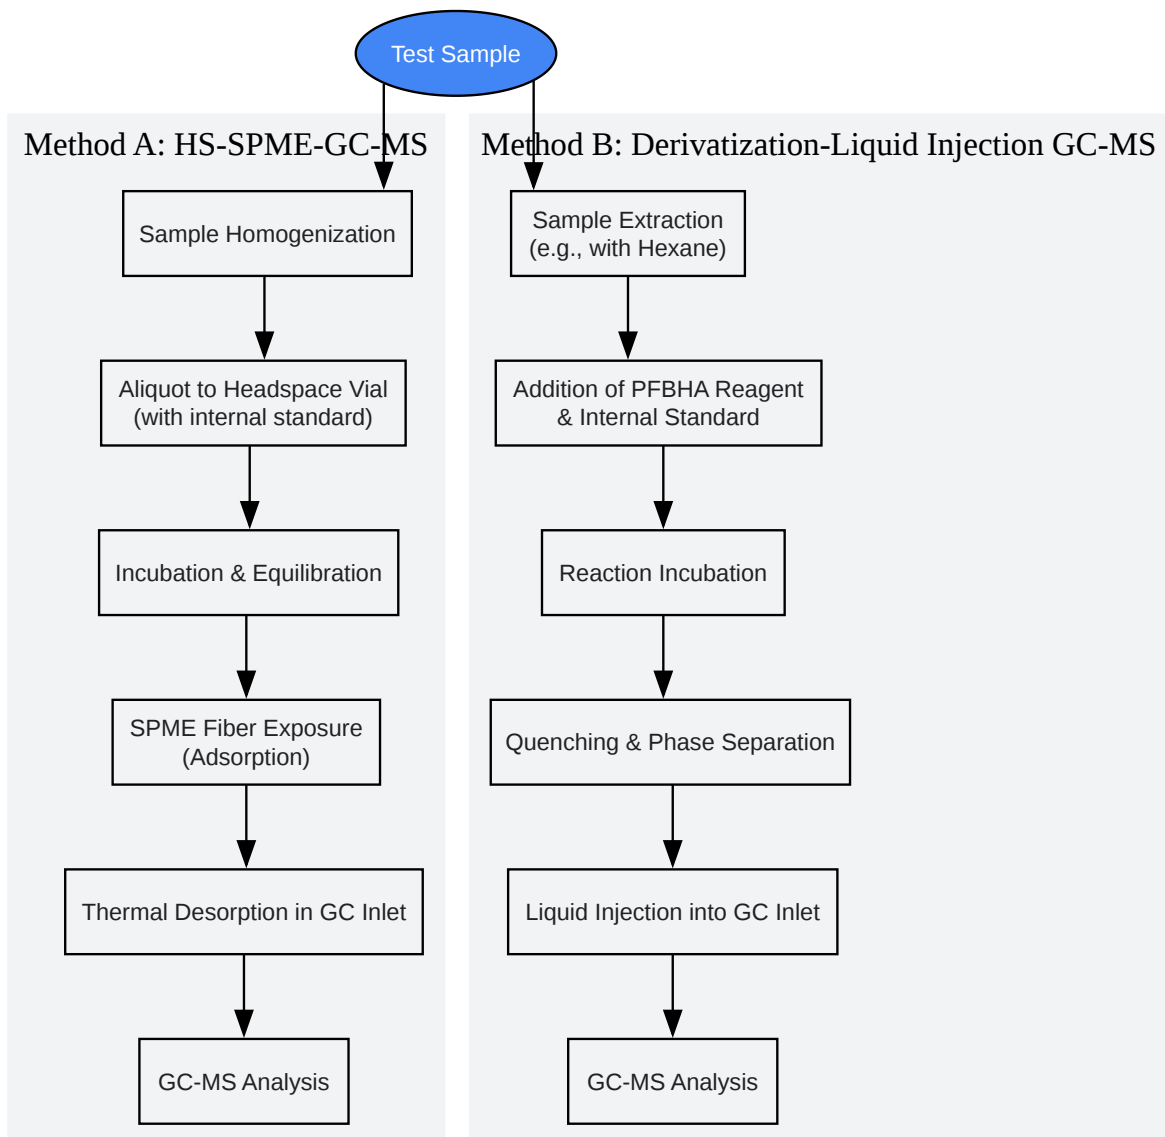 Test Sample
Method A: HS-SPME-GC-MS
Sample Homogenization
Aliquot to Headspace Vial
(with internal standard)
Incubation & Equilibration
SPME Fiber Exposure
(Adsorption)
Thermal Desorption in GC Inlet
GC-MS Analysis
Method B: Derivatization-Liquid Injection GC-MS
Sample Extraction
(e.g., with Hexane)
Addition of PFBHA Reagent
& Internal Standard
Reaction Incubation
Quenching & Phase Separation
Liquid Injection into GC Inlet
GC-MS Analysis